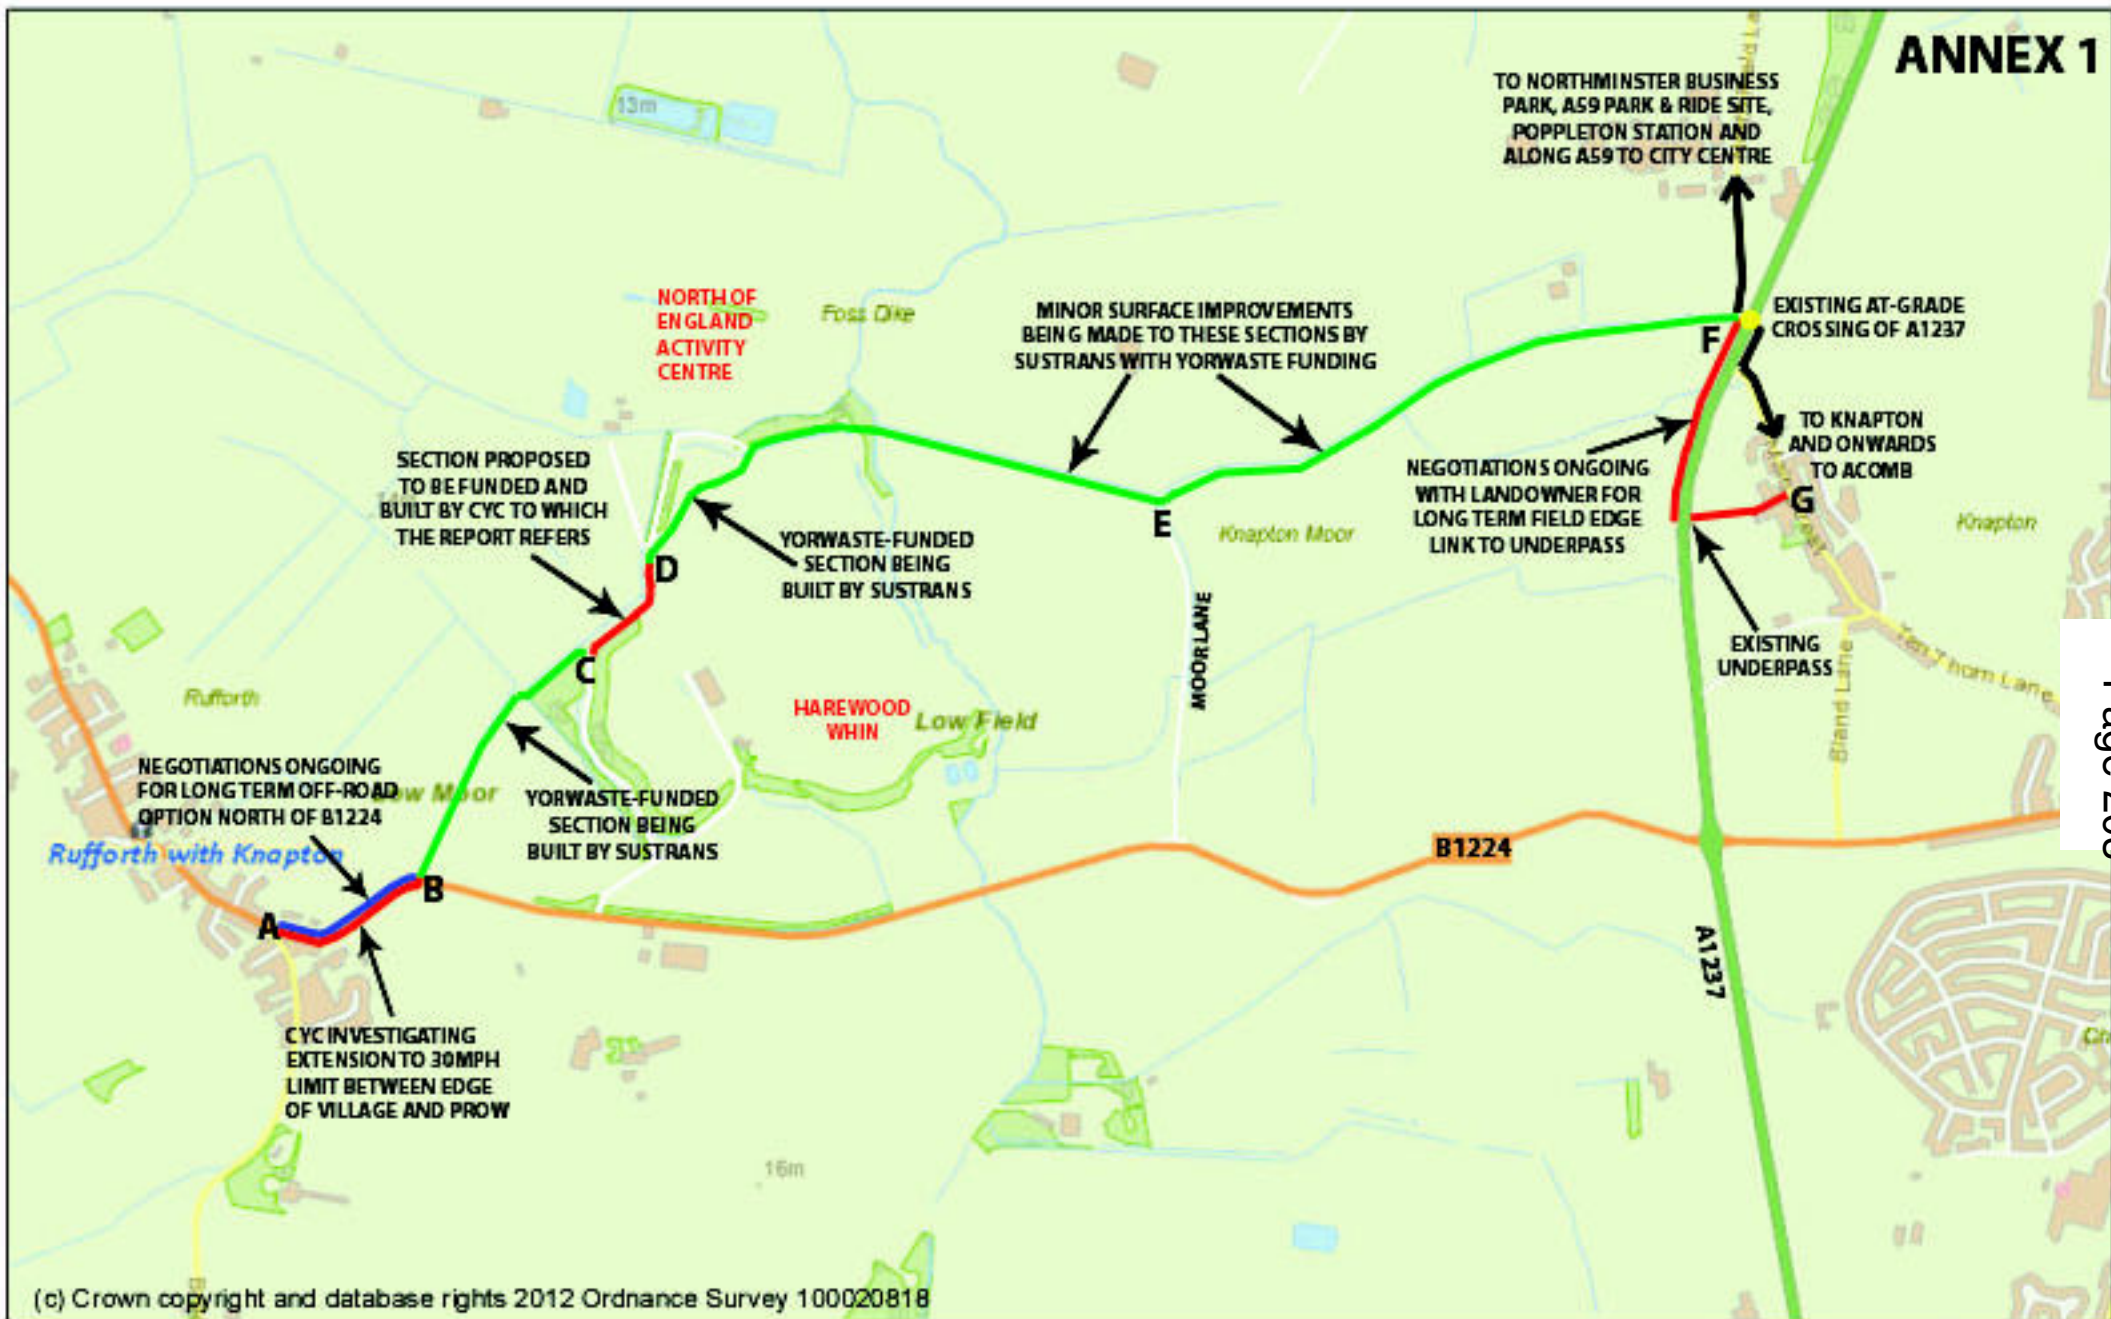 ANNEX 1
TO NORTHMINSTER BUSINESS
PARK, A59 PARK & RIDE SITE,
POPPLETON STATION AND
ALONG A59 TO CITY CENTRE
13m
NORTH OF
ENGLAND
ACTIVITY
CENTRE
Foss Dike
MINOR SURFACE IMPROVEMENTS
BEING MADE TO THESE SECTIONS BY
SUSTRANS WITH YORWASTE FUNDING
EXISTING AT-GRADE
CROSSING OF A1237
F
TO KNAPTON
AND ONWARDS
TO ACOMB
SECTION PROPOSED
TO BE FUNDED AND
BUILT BY CYC TO WHICH
THE REPORT REFERS
NEGOTIATIONS ONGOING
WITH LANDOWNER FOR
LONG TERM FIELD EDGE
LINK TO UNDERPASS
G
E
Knapton Moor
Knapton
YORWASTE-FUNDED
SECTION BEING
BUILT BY SUSTRANS
D
MOOR LANE
EXISTING
UNDERPASS
Ten Thorn Lane
Bland Lane
C
Rufforth
HAREWOOD
WHIN
Low Field
NEGOTIATIONS ONGOING
FOR LONG TERM OFF-ROAD
OPTION NORTH OF B1224
Low Moor
YORWASTE-FUNDED
SECTION BEING
BUILT BY SUSTRANS
Rufforth with Knapton
B1224
B
A
A1237
CYC INVESTIGATING
EXTENSION TO 30MPH
LIMIT BETWEEN EDGE
OF VILLAGE AND PROW
16m
(c) Crown copyright and database rights 2012 Ordnance Survey 100020818